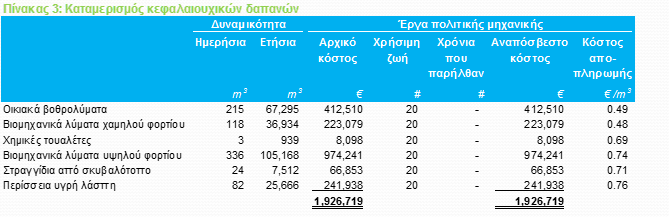 Πίνακας 3: Καταμερισμός κεφαλαιουχικών δαπανών
Δυναμικότητα Έργα πολιτικής μηχανικής
Ημερήσια Ετήσια Αρχικό κόστος Χρήσιμη ζωή Χρόνια που παρήλθαν Αναπόσβεστο κόστος Κόστος απο-πληρωμής
m³ m³ € # # € €/m³
Οικιακά βοθρολύματα 215 67,295 412,510 20 - 412,510 0.49
Βιομηχανικά λύματα χαμηλού φορτίου 118 36,934 223,079 20 - 223,079 0.48
Χημικές τουαλέτες 3 939 8,098 20 - 8,098 0.69
Βιομηχανικά λύματα υψηλού φορτίου 336 105,168 974,241 20 - 974,241 0.74
Στραγγίδια από σκυβαλότοπο 24 7,512 66,853 20 - 66,853 0.71
Περίσσεια υγρή λάσπη 82 25,666 241,938 20 - 241,938 0.76
1,926,719 1,926,719